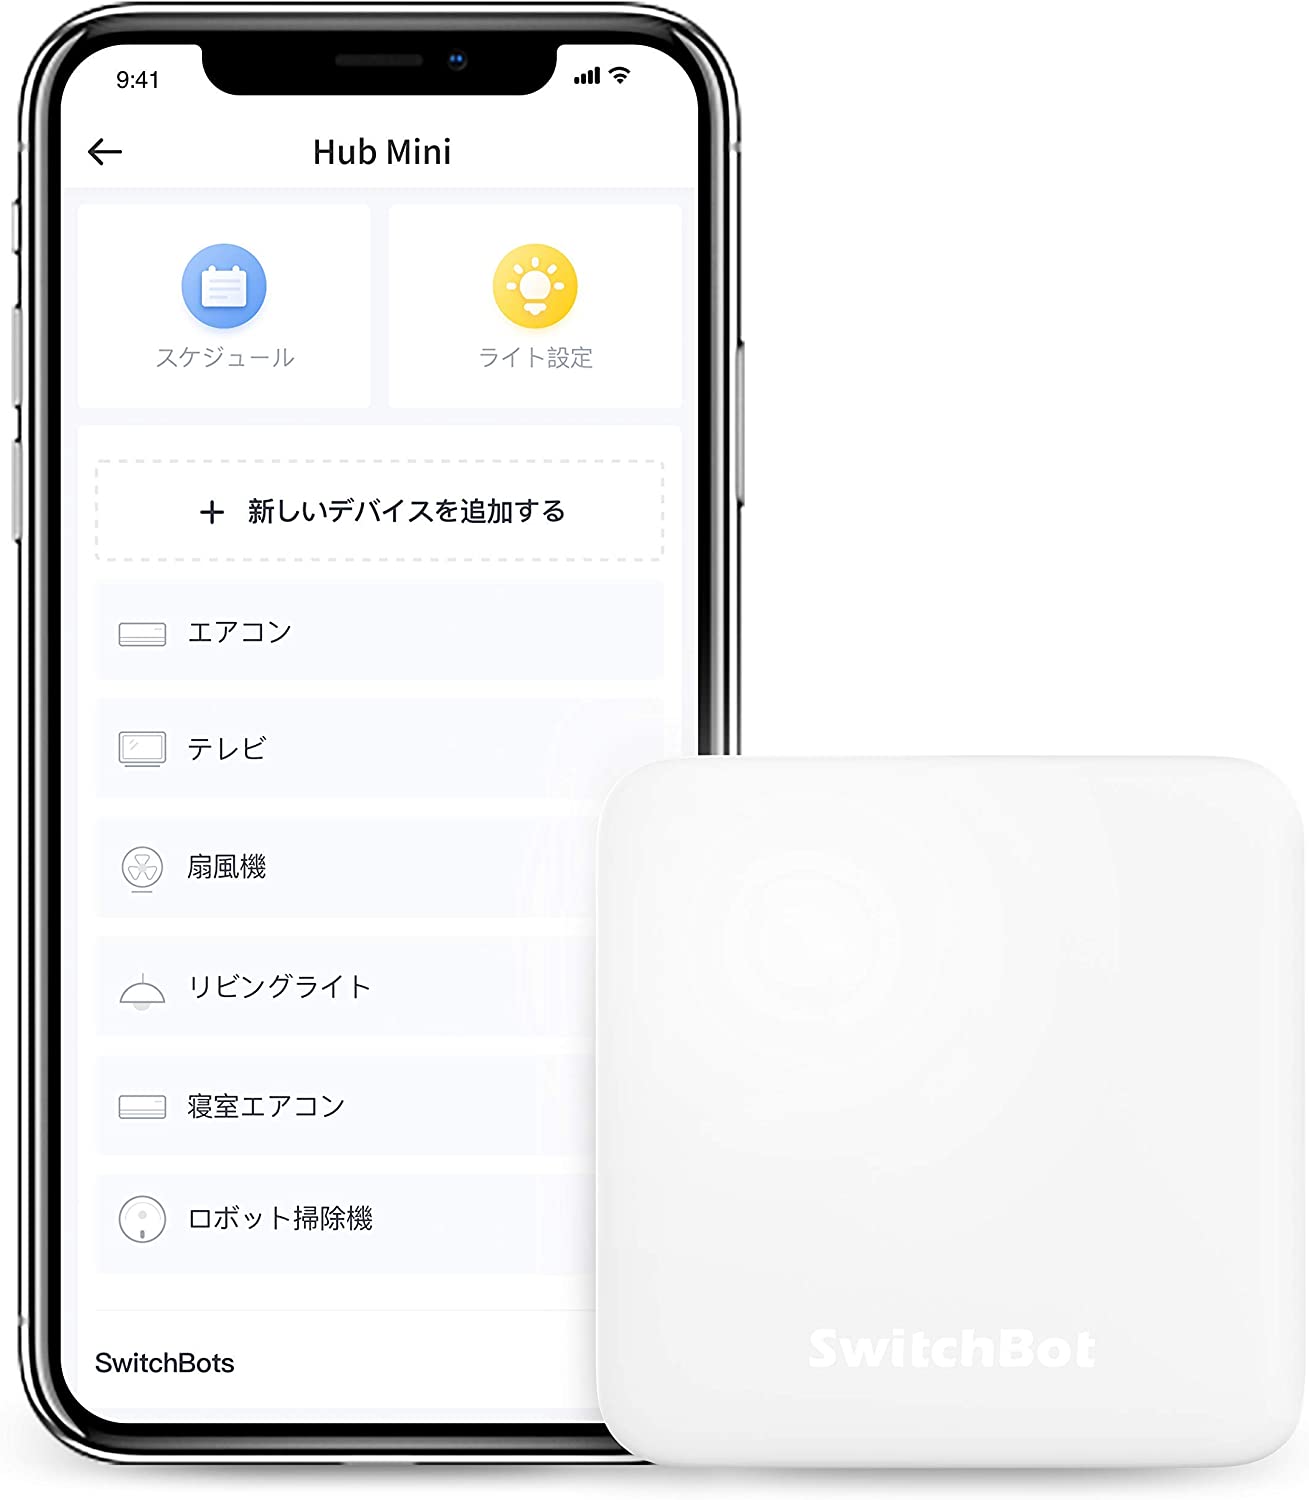 9:41
Hub Mini
スケジュール
ライト設定
+ 新しいデバイスを追加する
エアコン
テレビ
扇風機
リビングライト
寝室エアコン
ロボット掃除機
SwitchBots
SwitchBot